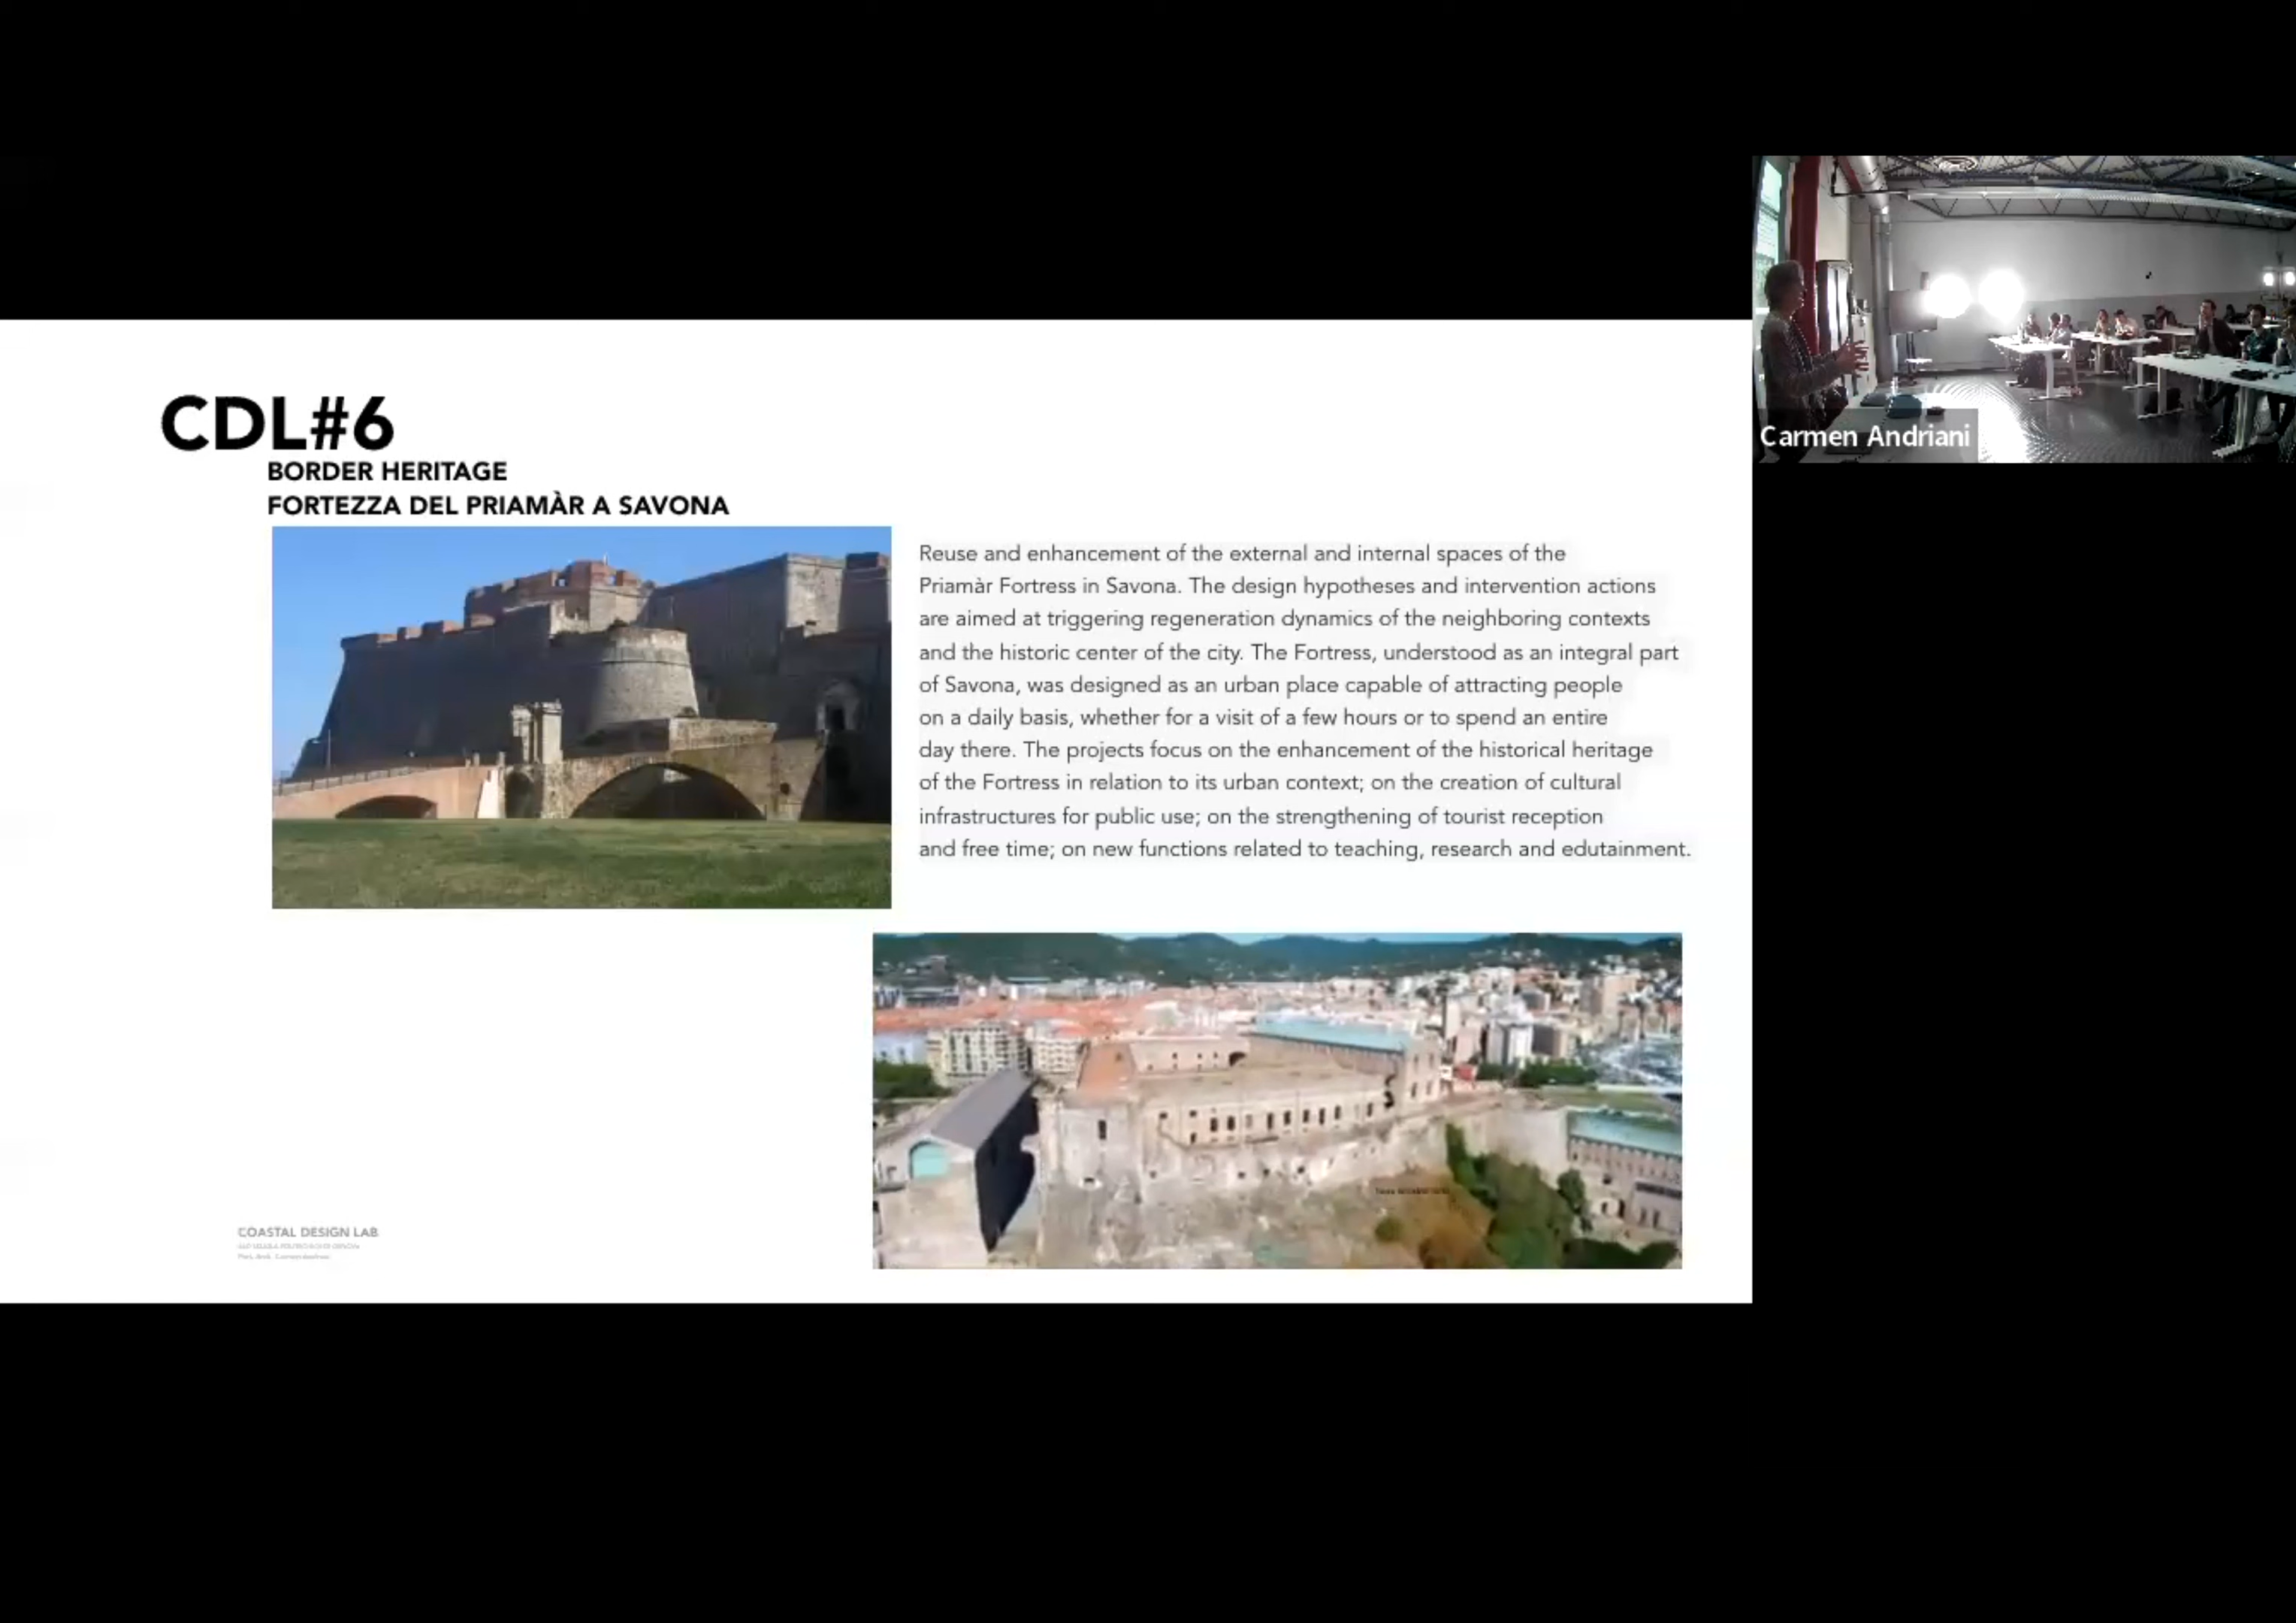 CDL#6
BORDER HERITAGE
FORTEZZA DEL PRIAMÀR A SAVONA
Reuse and enhancement of the external and internal spaces of the
Priamàr Fortress in Savona. The design hypotheses and intervention actions
are aimed at triggering regeneration dynamics of the neighboring contexts
and the historic center of the city. The Fortress, understood as an integral part
of Savona, was designed as an urban place capable of attracting people
on a daily basis, whether for a visit of a few hours or to spend an entire
day there. The projects focus on the enhancement of the historical heritage
of the Fortress in relation to its urban context; on the creation of cultural
infrastructures for public use; on the strengthening of tourist reception
and free time; on new functions related to teaching, research and edutainment.
COASTAL DESIGN LAB
Carmen Andriani